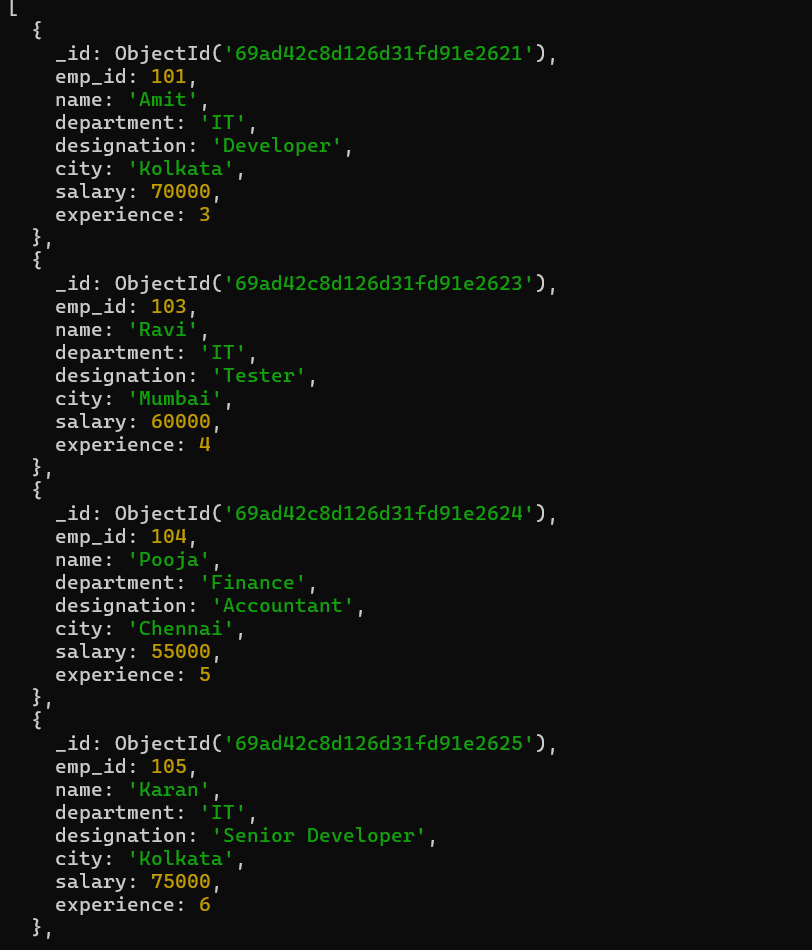 [
  {
    _id: ObjectId('69ad42c8d126d31fd91e2621'),
    emp_id: 101,
    name: 'Amit',
    department: 'IT',
    designation: 'Developer',
    city: 'Kolkata',
    salary: 70000,
    experience: 3
  },
  {
    _id: ObjectId('69ad42c8d126d31fd91e2623'),
    emp_id: 103,
    name: 'Ravi',
    department: 'IT',
    designation: 'Tester',
    city: 'Mumbai',
    salary: 60000,
    experience: 4
  },
  {
    _id: ObjectId('69ad42c8d126d31fd91e2624'),
    emp_id: 104,
    name: 'Pooja',
    department: 'Finance',
    designation: 'Accountant',
    city: 'Chennai',
    salary: 55000,
    experience: 5
  },
  {
    _id: ObjectId('69ad42c8d126d31fd91e2625'),
    emp_id: 105,
    name: 'Karan',
    department: 'IT',
    designation: 'Senior Developer',
    city: 'Kolkata',
    salary: 75000,
    experience: 6
  },